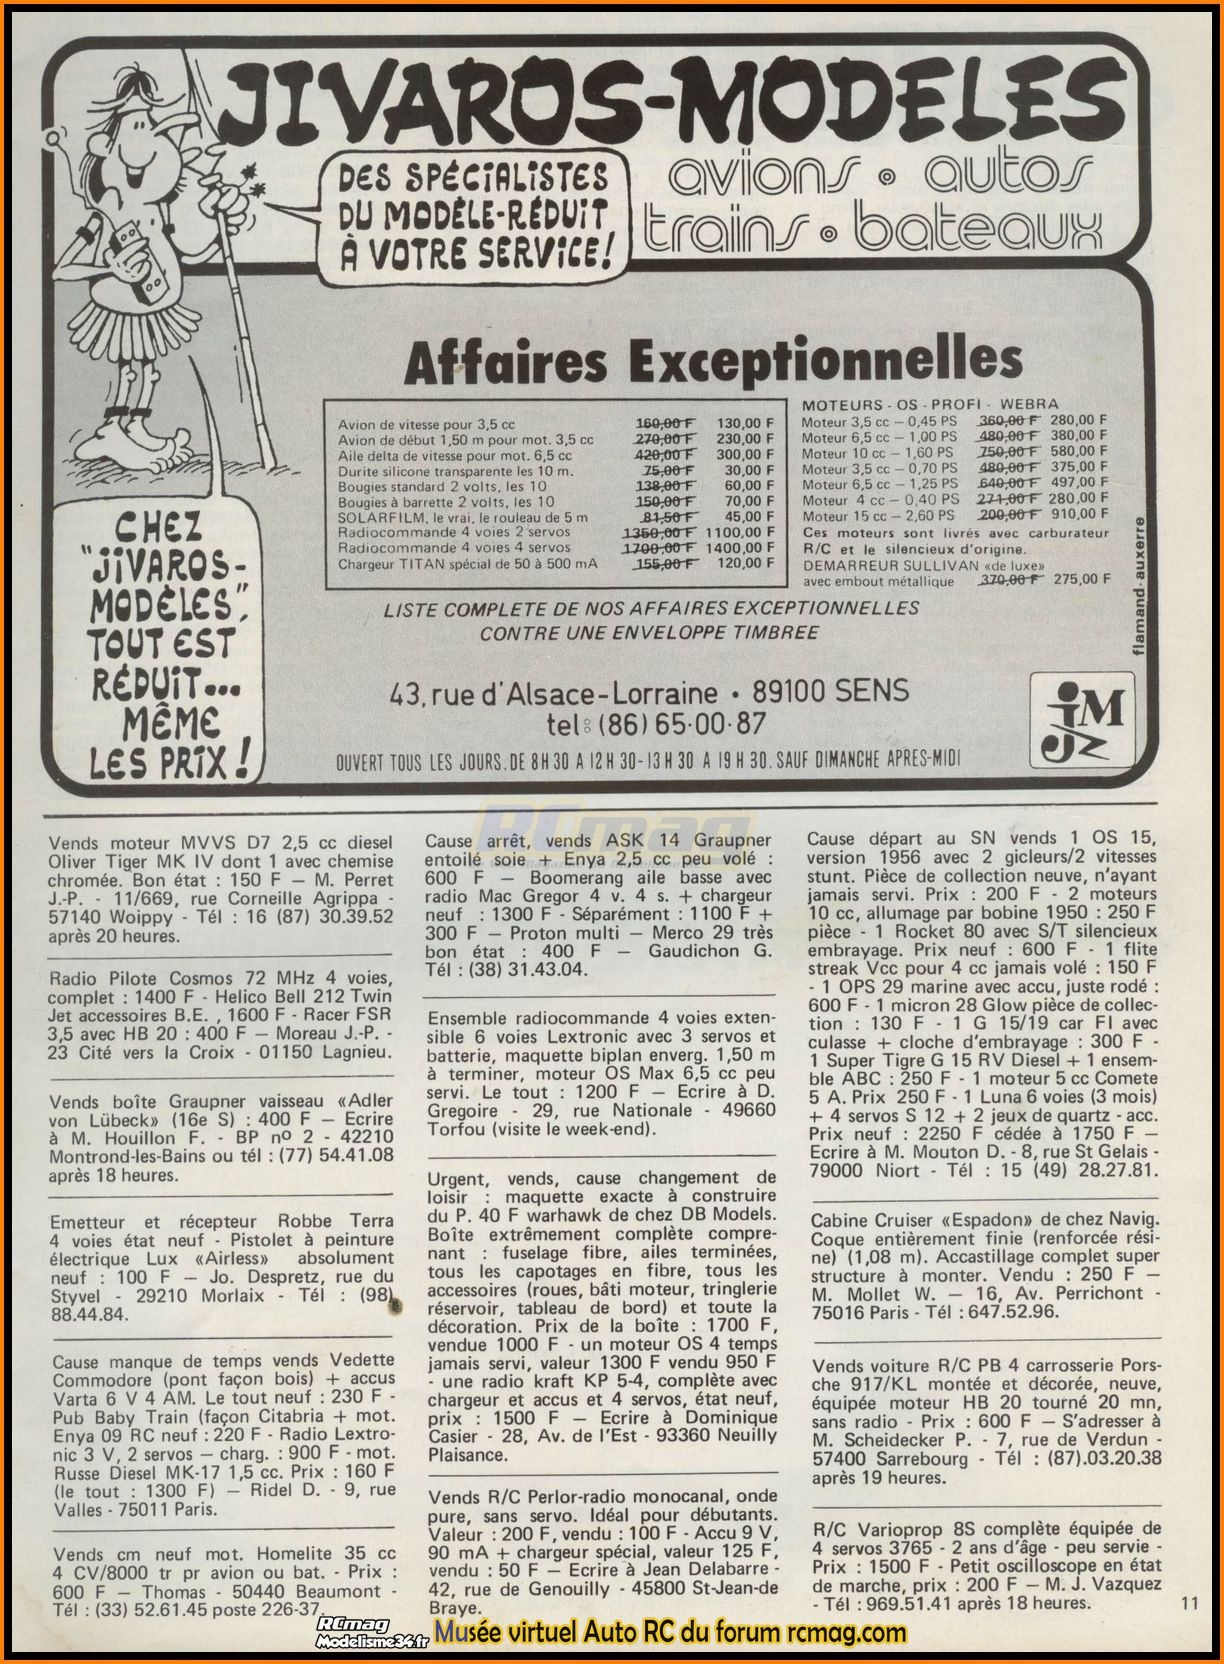 JIVAROS-MODELES
DES SPÉCIALISTES
DU MODÈLE-RÉDUIT
À VOTRE SERVICE!
avions • autos
trains • bateaux
CHEZ
"JIVAROS-
MODÈLES",
TOUT EST
RÉDUIT...
MÊME
LES PRIX!
Affaires Exceptionnelles
Avion de vitesse pour 3,5 cc 160,00 F 130,00 F
Avion de début 1,50 m pour mot. 3,5 cc 270,00 F 230,00 F
Aile delta de vitesse pour mot. 6,5 cc 420,00 F 300,00 F
Durite silicone transparente les 10 m. 75,00 F 30,00 F
Bougies standard 2 volts, les 10 138,00 F 60,00 F
Bougies à barrette 2 volts, les 10 150,00 F 70,00 F
SOLARFILM, le vrai, le rouleau de 5 m 81,50 F 45,00 F
Radiocommande 4 voies 2 servos 1350,00 F 1100,00 F
Radiocommande 4 voies 4 servos 1700,00 F 1400,00 F
Chargeur TITAN spécial de 50 à 500 mA 155,00 F 120,00 F
MOTEURS - OS - PROFI - WEBRA
Moteur 3,5 cc – 0,45 PS 360,00 F 280,00 F
Moteur 6,5 cc – 1,00 PS 480,00 F 380,00 F
Moteur 10 cc – 1,60 PS 750,00 F 580,00 F
Moteur 3,5 cc – 0,70 PS 480,00 F 375,00 F
Moteur 6,5 cc – 1,25 PS 640,00 F 497,00 F
Moteur 4 cc – 0,40 PS 271,00 F 280,00 F
Moteur 15 cc – 2,60 PS 200,00 F 910,00 F
Ces moteurs sont livrés avec carburateur
R/C et le silencieux d'origine.
DEMARREUR SULLIVAN «de luxe»
avec embout métallique 370,00 F 275,00 F
flamand-auxerre
LISTE COMPLETE DE NOS AFFAIRES EXCEPTIONNELLES
CONTRE UNE ENVELOPPE TIMBREE
43, rue d'Alsace-Lorraine • 89100 SENS
tel: (86) 65·00·87
OUVERT TOUS LES JOURS. DE 8H30 A 12H30-13H30 A 19H30. SAUF DIMANCHE APRES-MIDI
JMJZ
RCmag
Vends moteur MVVS D7 2,5 cc diesel
Oliver Tiger MK IV dont 1 avec chemise
chromée. Bon état : 150 F – M. Perret
J.-P. - 11/669, rue Corneille Agrippa -
57140 Woippy - Tél : 16 (87) 30.39.52
après 20 heures.
Radio Pilote Cosmos 72 MHz 4 voies,
complet : 1400 F - Helico Bell 212 Twin
Jet accessoires B.E. , 1600 F - Racer FSR
3,5 avec HB 20 : 400 F – Moreau J.-P. -
23 Cité vers la Croix - 01150 Lagnieu.
Vends boîte Graupner vaisseau «Adler
von Lübeck» (16e S) : 400 F – Ecrire
à M. Houillon F. - BP nº 2 - 42210
Montrond-les-Bains ou tél : (77) 54.41.08
après 18 heures.
Emetteur et récepteur Robbe Terra
4 voies état neuf - Pistolet à peinture
électrique Lux «Airless» absolument
neuf : 100 F – Jo. Despretz, rue du
Styvel - 29210 Morlaix - Tél : (98)
88.44.84.
Cause manque de temps vends Vedette
Commodore (pont façon bois) + accus
Varta 6 V 4 AM. Le tout neuf : 230 F -
Pub Baby Train (façon Citabria + mot.
Enya 09 RC neuf : 220 F - Radio Lextro-
nic 3 V, 2 servos – charg. : 900 F - mot.
Russe Diesel MK-17 1,5 cc. Prix : 160 F
(le tout : 1300 F) – Ridel D. - 9, rue
Valles - 75011 Paris.
Vends cm neuf mot. Homelite 35 cc
4 CV/8000 tr pr avion ou bat. - Prix :
600 F – Thomas - 50440 Beaumont -
Tél : (33) 52.61.45 poste 226-37.
Cause arrêt, vends ASK 14 Graupner
entoilé soie + Enya 2,5 cc peu volé :
600 F – Boomerang aile basse avec
radio Mac Gregor 4 v. 4 s. + chargeur
neuf : 1300 F - Séparément : 1100 F +
300 F – Proton multi – Merco 29 très
bon état : 400 F – Gaudichon G.
Tél : (38) 31.43.04.
Ensemble radiocommande 4 voies exten-
sible 6 voies Lextronic avec 3 servos et
batterie, maquette biplan enverg. 1,50 m
à terminer, moteur OS Max 6,5 cc peu
servi. Le tout : 1200 F – Ecrire à D.
Gregoire - 29, rue Nationale - 49660
Torfou (visite le week-end).
Urgent, vends, cause changement de
loisir : maquette exacte à construire
du P. 40 F warhawk de chez DB Models.
Boîte extrêmement complète compre-
nant : fuselage fibre, ailes terminées,
tous les capotages en fibre, tous les
accessoires (roues, bâti moteur, tringlerie
réservoir, tableau de bord) et toute la
décoration. Prix de la boîte : 1700 F,
vendue 1000 F - un moteur OS 4 temps
jamais servi, valeur 1300 F vendu 950 F
- une radio kraft KP 5-4, complète avec
chargeur et accus et 4 servos, état neuf,
prix : 1500 F – Ecrire à Dominique
Casier - 28, Av. de l'Est - 93360 Neuilly
Plaisance.
Vends R/C Perlor-radio monocanal, onde
pure, sans servo. Idéal pour débutants.
Valeur : 200 F, vendu : 100 F - Accu 9 V,
90 mA + chargeur spécial, valeur 125 F,
vendu : 50 F – Ecrire à Jean Delabarre -
42, rue de Genouilly - 45800 St-Jean-de
Braye.
Cause départ au SN vends 1 OS 15,
version 1956 avec 2 gicleurs/2 vitesses
stunt. Pièce de collection neuve, n'ayant
jamais servi. Prix : 200 F - 2 moteurs
10 cc, allumage par bobine 1950 : 250 F
pièce - 1 Rocket 80 avec S/T silencieux
embrayage. Prix neuf : 600 F - 1 flite
streak Vcc pour 4 cc jamais volé : 150 F
- 1 OPS 29 marine avec accu, juste rodé :
600 F - 1 micron 28 Glow pièce de collec-
tion : 130 F - 1 G 15/19 car FI avec
culasse + cloche d'embrayage : 300 F -
1 Super Tigre G 15 RV Diesel + 1 ensem-
ble ABC : 250 F - 1 moteur 5 cc Comete
5 A. Prix 250 F - 1 Luna 6 voies (3 mois)
+ 4 servos S 12 + 2 jeux de quartz - acc.
Prix neuf : 2250 F cédée à 1750 F –
Ecrire à M. Mouton D. - 8, rue St Gelais -
79000 Niort - Tél : 15 (49) 28.27.81.
Cabine Cruiser «Espadon» de chez Navig.
Coque entièrement finie (renforcée rési-
ne) (1,08 m). Accastillage complet super
structure à monter. Vendu : 250 F –
M. Mollet W. – 16, Av. Perrichont -
75016 Paris - Tél : 647.52.96.
Vends voiture R/C PB 4 carrosserie Pors-
che 917/KL montée et décorée, neuve,
équipée moteur HB 20 tourné 20 mn,
sans radio - Prix : 600 F – S'adresser à
M. Scheidecker P. - 7, rue de Verdun -
57400 Sarrebourg - Tél : (87).03.20.38
après 19 heures.
R/C Varioprop 8S complète équipée de
4 servos 3765 - 2 ans d'âge - peu servie -
Prix : 1500 F - Petit oscilloscope en état
de marche, prix : 200 F – M. J. Vazquez
- Tél : 969.51.41 après 18 heures.
11
RCmag
Modelisme34.fr
Musée virtuel Auto RC du forum rcmag.com